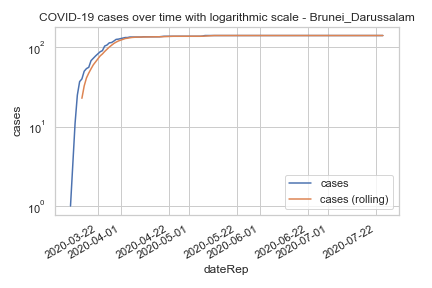 COVID-19 cases over time with logarithmic scale - Brunei_Darussalam
cases
10²
10¹
10⁰
2020-03-22
2020-04-01
2020-04-22
2020-05-01
2020-05-22
2020-06-01
2020-06-22
2020-07-01
2020-07-22
dateRep
cases
cases (rolling)